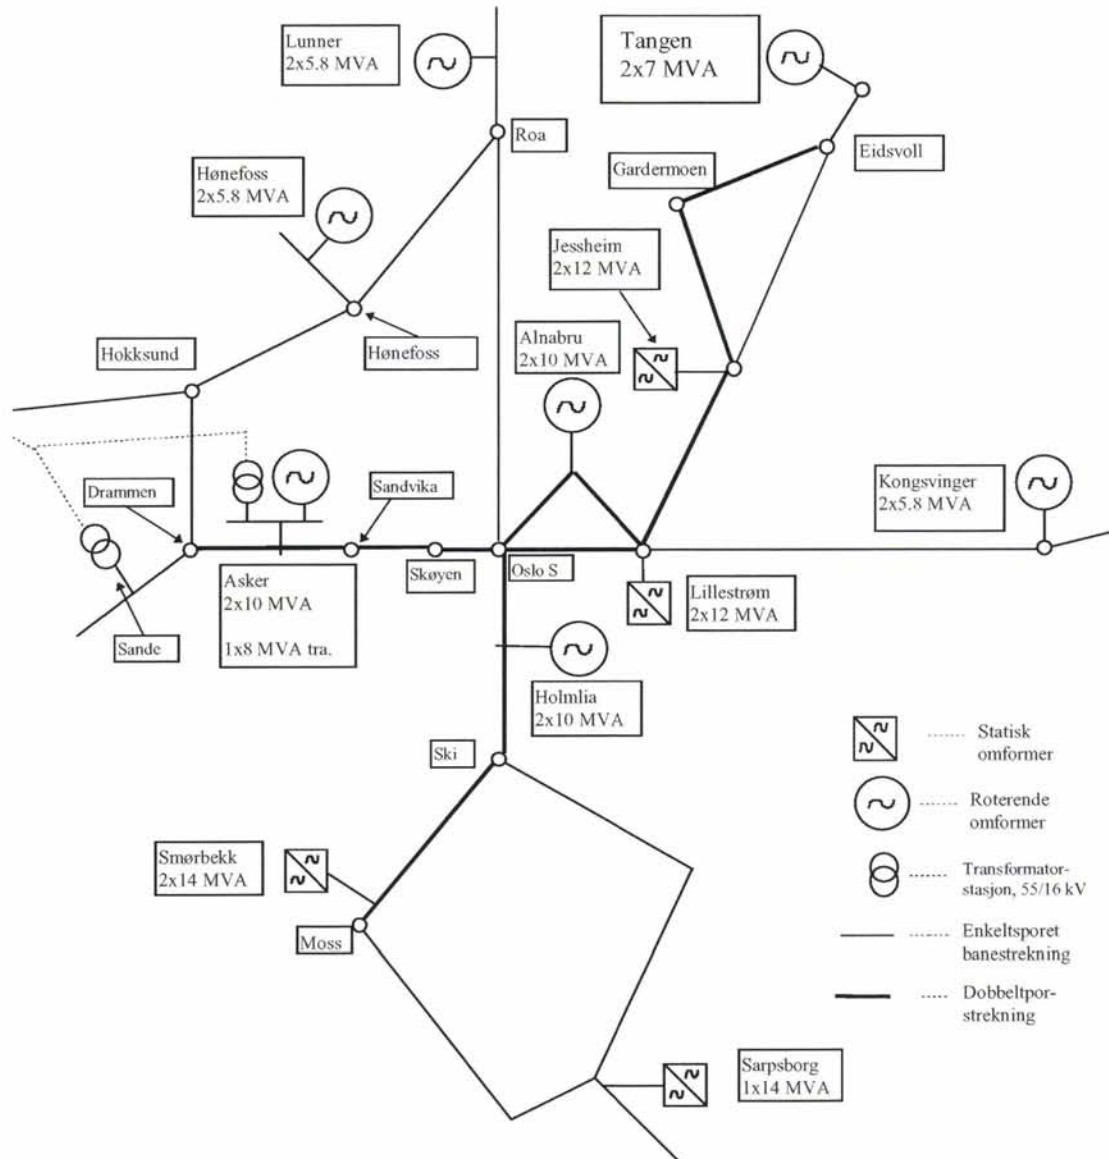 Lunner
2x5.8 MVA
Tangen
2x7 MVA
Roa
Eidsvoll
Gardermoen
Hønefoss
2x5.8 MVA
Jessheim
2x12 MVA
Alnabru
2x10 MVA
Hønefoss
Hokksund
Kongsvinger
2x5.8 MVA
Drammen
Sandvika
Skøyen
Oslo S
Asker
2x10 MVA
1x8 MVA tra.
Lillestrøm
2x12 MVA
Sande
Holmlia
2x10 MVA
Ski
Smørbekk
2x14 MVA
Moss
Sarpsborg
1x14 MVA
Statisk
omformer
Roterende
omformer
Transformator-
stasjon, 55/16 kV
Enkeltsporet
banestrekning
Dobbeltpor-
strekning